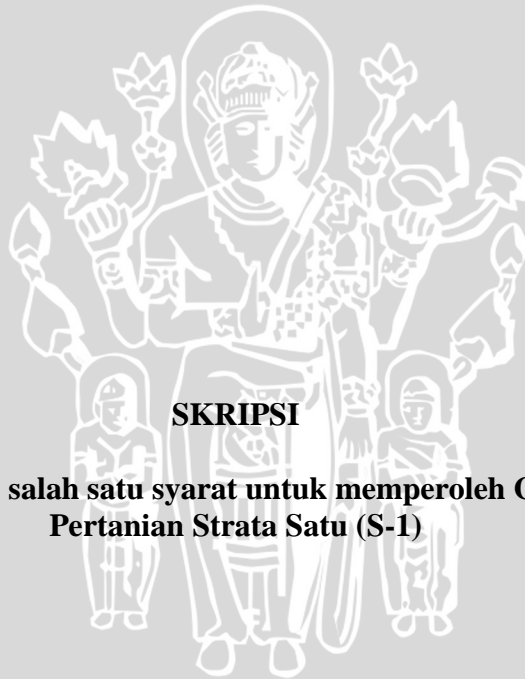 SKRIPSI
salah satu syarat untuk memperoleh
Pertanian Strata Satu (S-1)